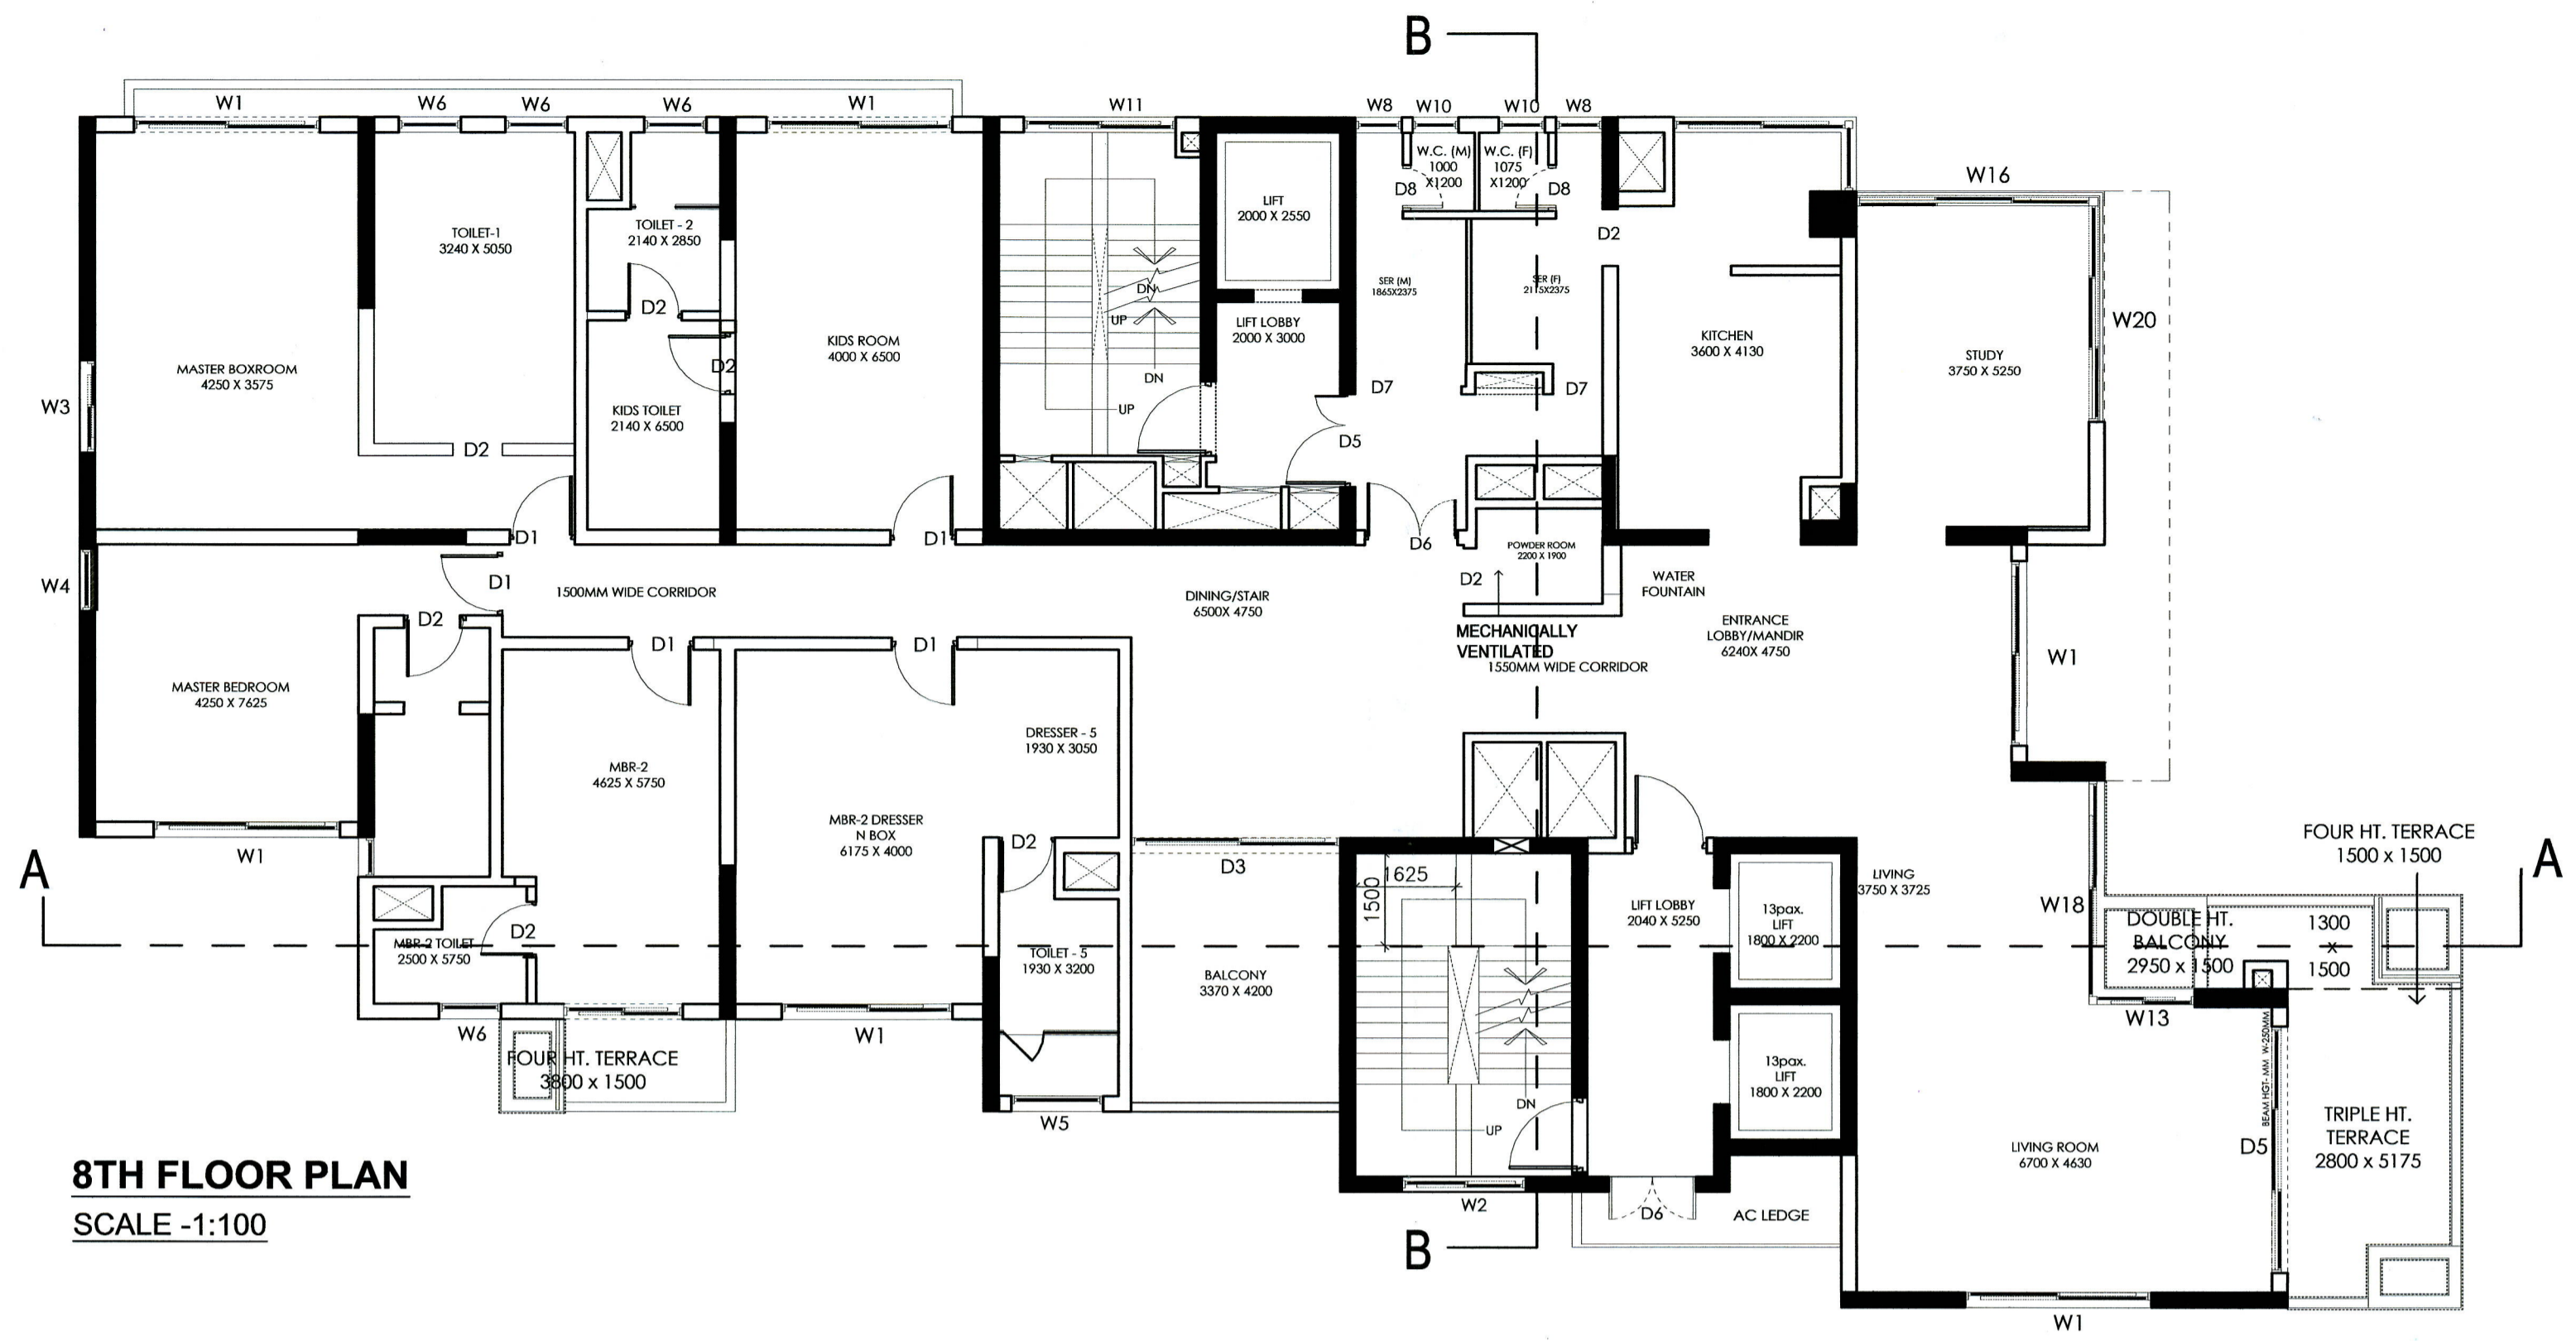 B
W1
W6
W6
W6
W1
W11
W8
W10
W10
W8
W.C. (M)
1000
X1200
W.C. (F)
1075
X1200
D8
D8
W16
LIFT
2000 X 2550
TOILET-1
3240 X 5050
TOILET - 2
2140 X 2850
D2
D2
SER (M)
1865X2375
SER (F)
2115X2375
DN
UP
DN
UP
D2
W20
LIFT LOBBY
2000 X 3000
KIDS ROOM
4000 X 6500
KITCHEN
3600 X 4130
STUDY
3750 X 5250
MASTER BOXROOM
4250 X 3575
D2
W3
KIDS TOILET
2140 X 6500
D7
D7
D5
D2
D1
D1
D6
POWDER ROOM
2200 X 1900
W4
D1
1500MM WIDE CORRIDOR
DINING/STAIR
6500X 4750
D2
WATER
FOUNTAIN
D2
D1
D1
MECHANICALLY
VENTILATED
1550MM WIDE CORRIDOR
ENTRANCE
LOBBY/MANDIR
6240X 4750
W1
MASTER BEDROOM
4250 X 7625
DRESSER - 5
1930 X 3050
MBR-2
4625 X 5750
MBR-2 DRESSER
N BOX
6175 X 4000
W1
D2
D3
FOUR HT. TERRACE
1500 x 1500
A
A
1625
1500
LIVING
3750 X 3725
LIFT LOBBY
2040 X 5250
13pax.
LIFT
1800 X 2200
W18
DOUBLE HT.
BALCONY
2950 x 1500
1300
x
1500
D2
MBR-2 TOILET
2500 X 5750
TOILET - 5
1930 X 3200
BALCONY
3370 X 4200
W13
W6
W1
FOUR HT. TERRACE
3800 x 1500
13pax.
LIFT
1800 X 2200
BEAM HGT- MM W-250MM
W5
DN
UP
D5
TRIPLE HT.
TERRACE
2800 x 5175
LIVING ROOM
6700 X 4630
8TH FLOOR PLAN
SCALE -1:100
W2
D6
AC LEDGE
B
W1